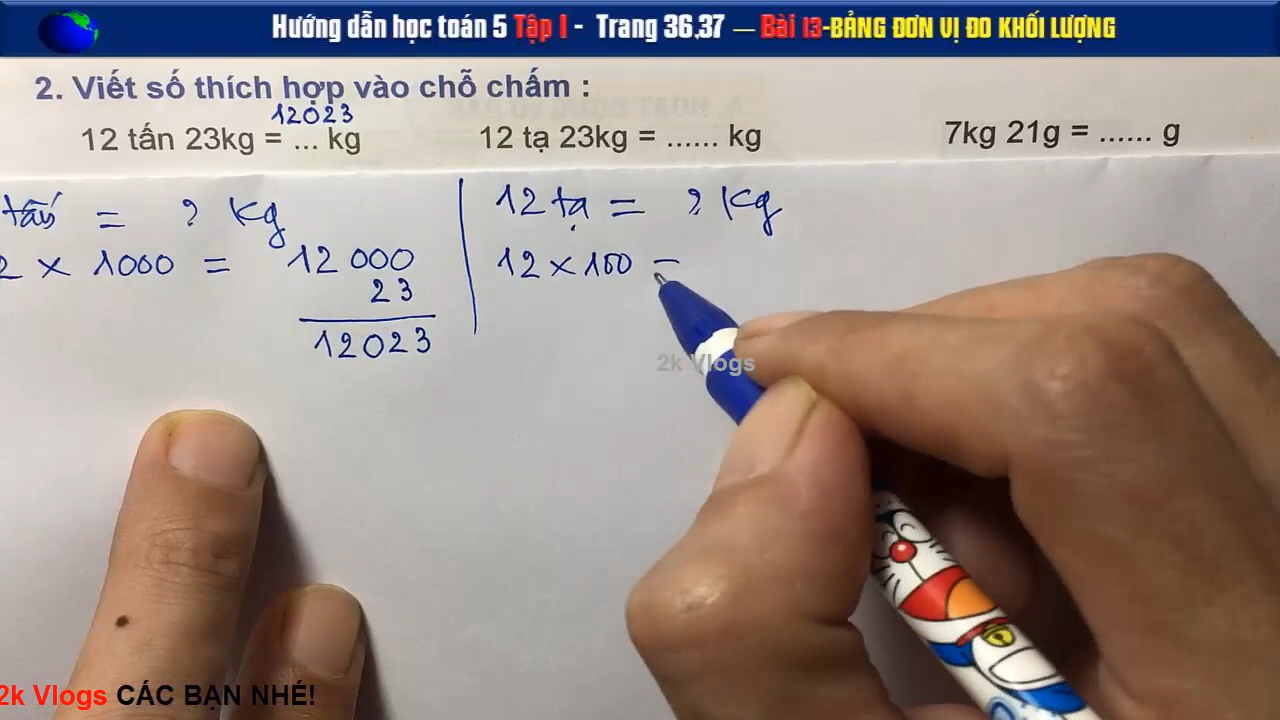 Hướng dẫn học toán 5 Tập 1 - Trang 36,37 — Bài 13-BẢNG ĐƠN VỊ ĐO KHỐI LƯỢNG
2. Viết số thích hợp vào chỗ chấm :
12023
12 tấn 23kg = ... kg 12 tạ 23kg = ...... kg 7kg 21g = ...... g
tấn = ? Kg 12 tạ = ? Kg
2 × 1000 = 12 000 12 × 100 =
23
12023
2k Vlogs
2k Vlogs CÁC BẠN NHÉ!